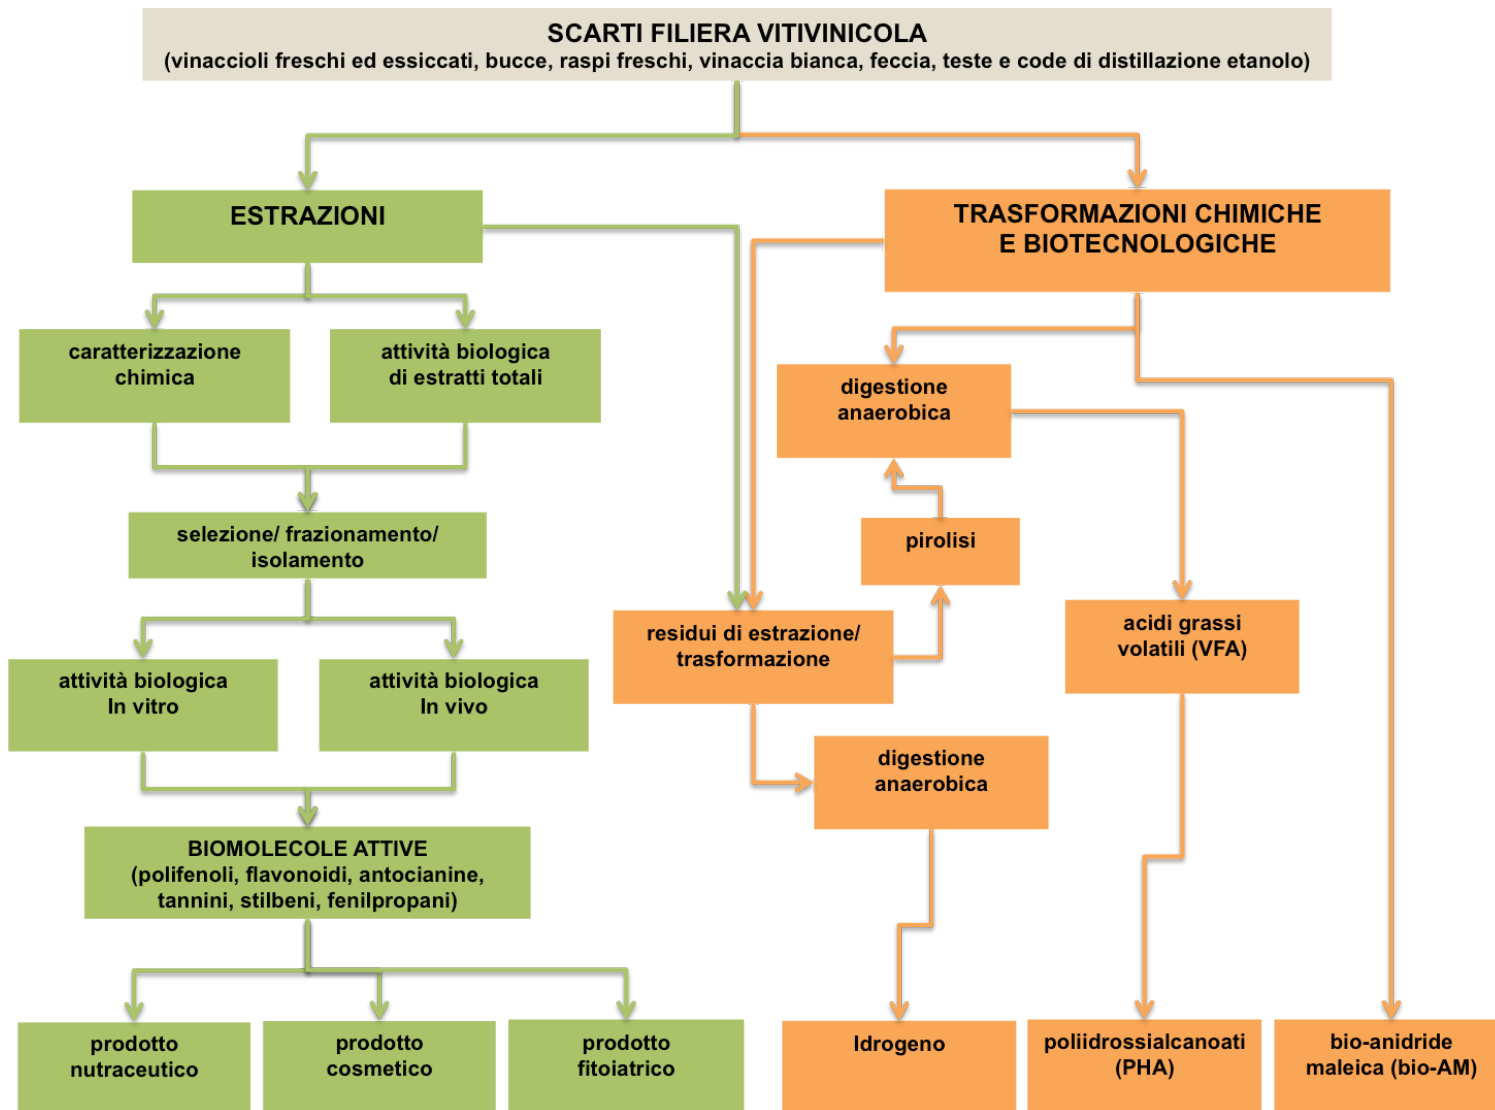 SCARTI FILIERA VITIVINICOLA
(vinaccioli freschi ed essiccati, bucce, raspi freschi, vinaccia bianca, feccia, teste e code di distillazione etanolo)
ESTRAZIONI
TRASFORMAZIONI CHIMICHE
E BIOTECNOLOGICHE
caratterizzazione
chimica
attività biologica
di estratti totali
digestione
anaerobica
selezione/ frazionamento/
isolamento
pirolisi
residui di estrazione/
trasformazione
acidi grassi
volatili (VFA)
attività biologica
In vitro
attività biologica
In vivo
digestione
anaerobica
BIOMOLECOLE ATTIVE
(polifenoli, flavonoidi, antocianine,
tannini, stilbeni, fenilpropani)
prodotto
nutraceutico
prodotto
cosmetico
prodotto
fitoiatrico
Idrogeno
poliidrossialcanoati
(PHA)
bio-anidride
maleica (bio-AM)